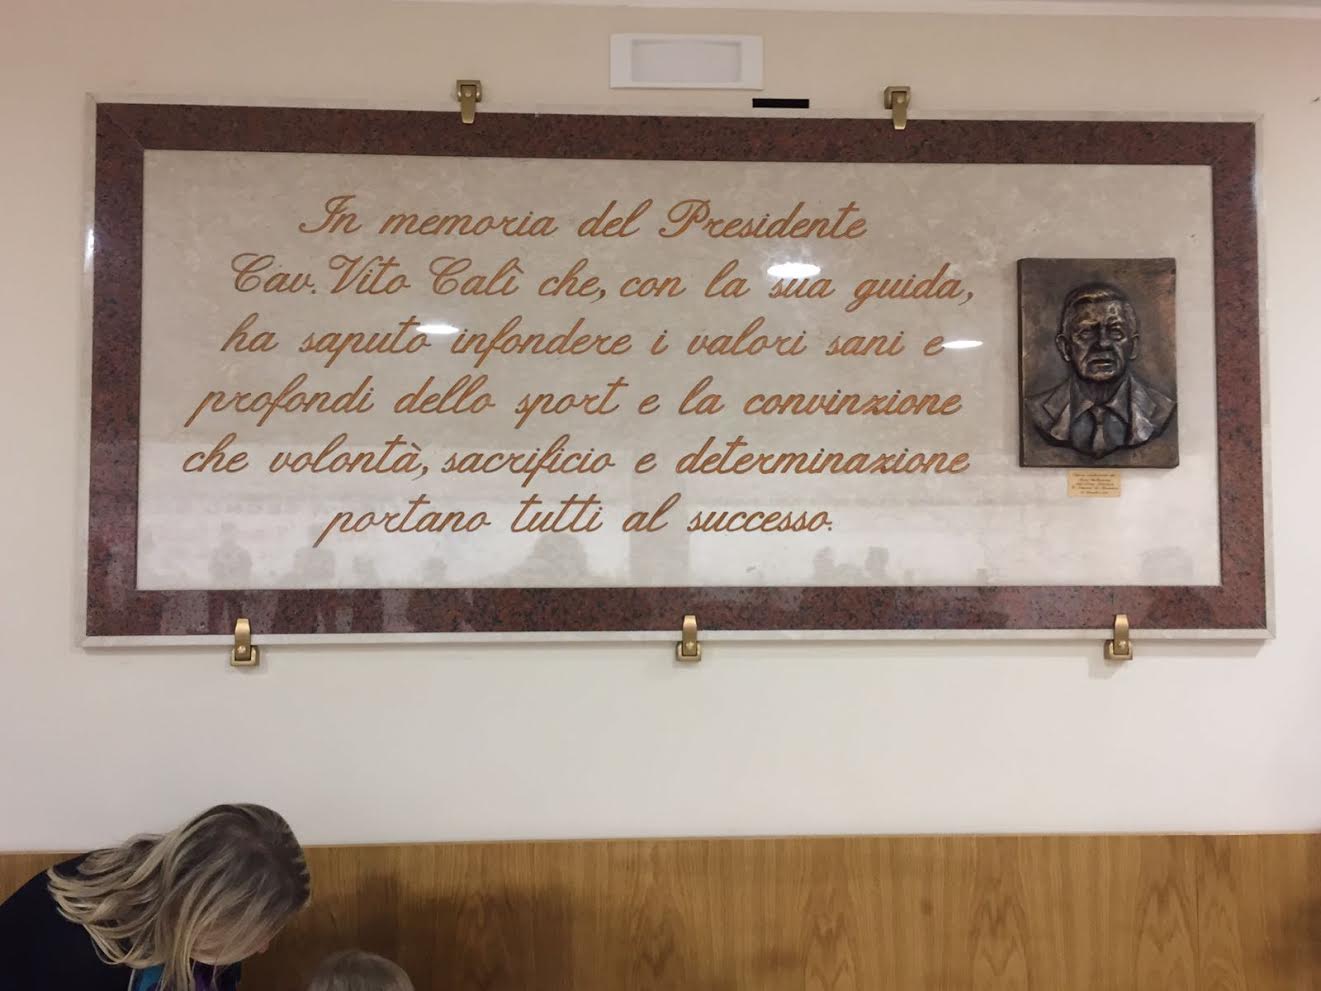 In memoria del Presidente
Cav. Vito Calì che, con la sua guida,
ha saputo infondere i valori sani e
profondi dello sport e la convinzione
che volontà, sacrificio e determinazione
portano tutti al successo.